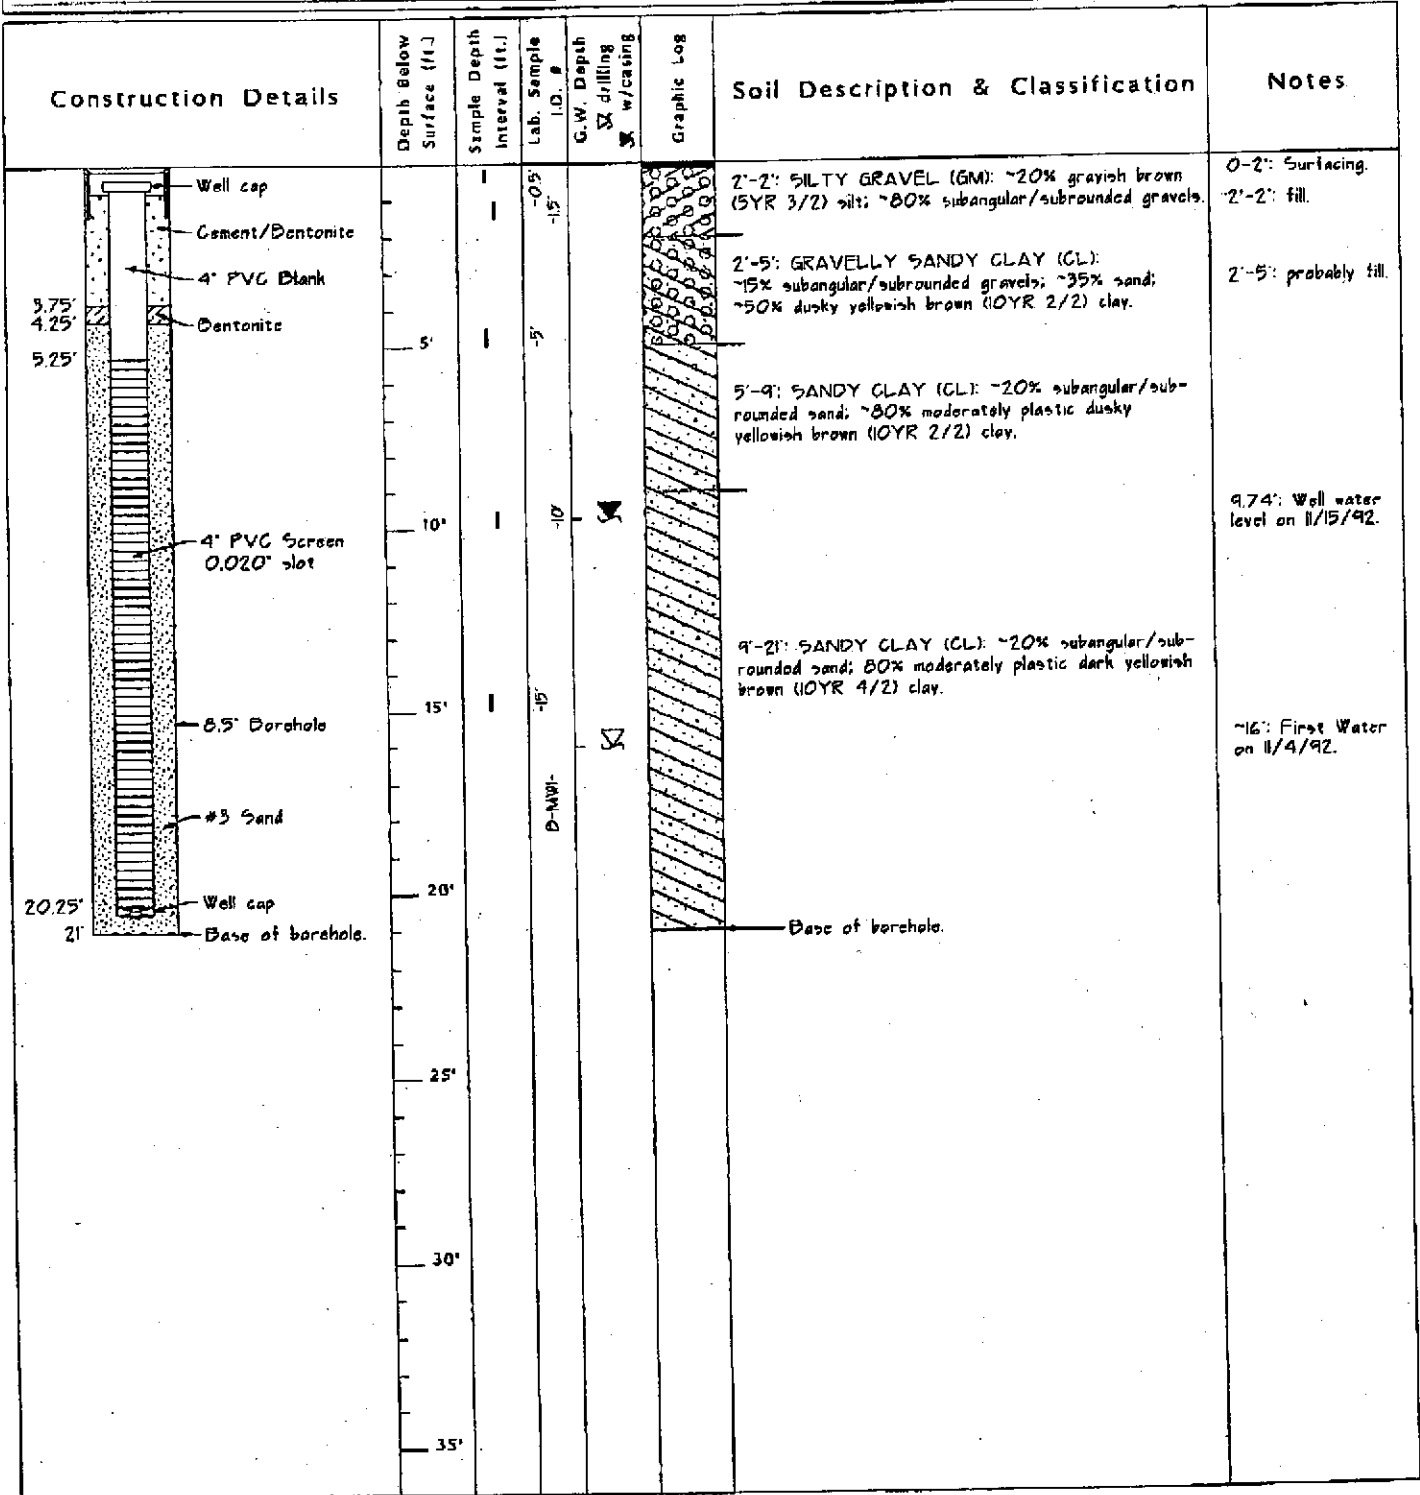 Construction Details
Depth Below
Surface (ft.)
Sample Depth
Interval (ft.)
Lab. Sample
I.D. #
G.W. Depth
drilling
w/casing
Graphic Log
Soil Description & Classification
Notes
Well cap
Cement/Bentonite
4" PVC Blank
3.75'
4.25'
Bentonite
5.25'
4" PVC Screen
0.020" slot
8.5" Borehole
#3 Sand
20.25'
Well cap
21'
Base of borehole.
5'
10'
15'
20'
25'
30'
35'
-0.5'
-1.5'
-5'
-10'
-15'
B-MW1-
2"-2': SILTY GRAVEL (GM): ~20% grayish brown
(5YR 3/2) silt; ~80% subangular/subrounded gravels.
2'-5': GRAVELLY SANDY CLAY (CL):
~15% subangular/subrounded gravels; ~35% sand;
~50% dusky yellowish brown (10YR 2/2) clay.
5'-9': SANDY CLAY (CL): ~20% subangular/sub-
rounded sand; ~80% moderately plastic dusky
yellowish brown (10YR 2/2) clay.
9'-21': SANDY CLAY (CL): ~20% subangular/sub-
rounded sand; 80% moderately plastic dark yellowish
brown (10YR 4/2) clay.
Base of borehole.
0-2": Surfacing.
2"-2': fill.
2'-5': probably fill.
9.74': Well water
level on 11/15/92.
~16': First Water
on 11/4/92.